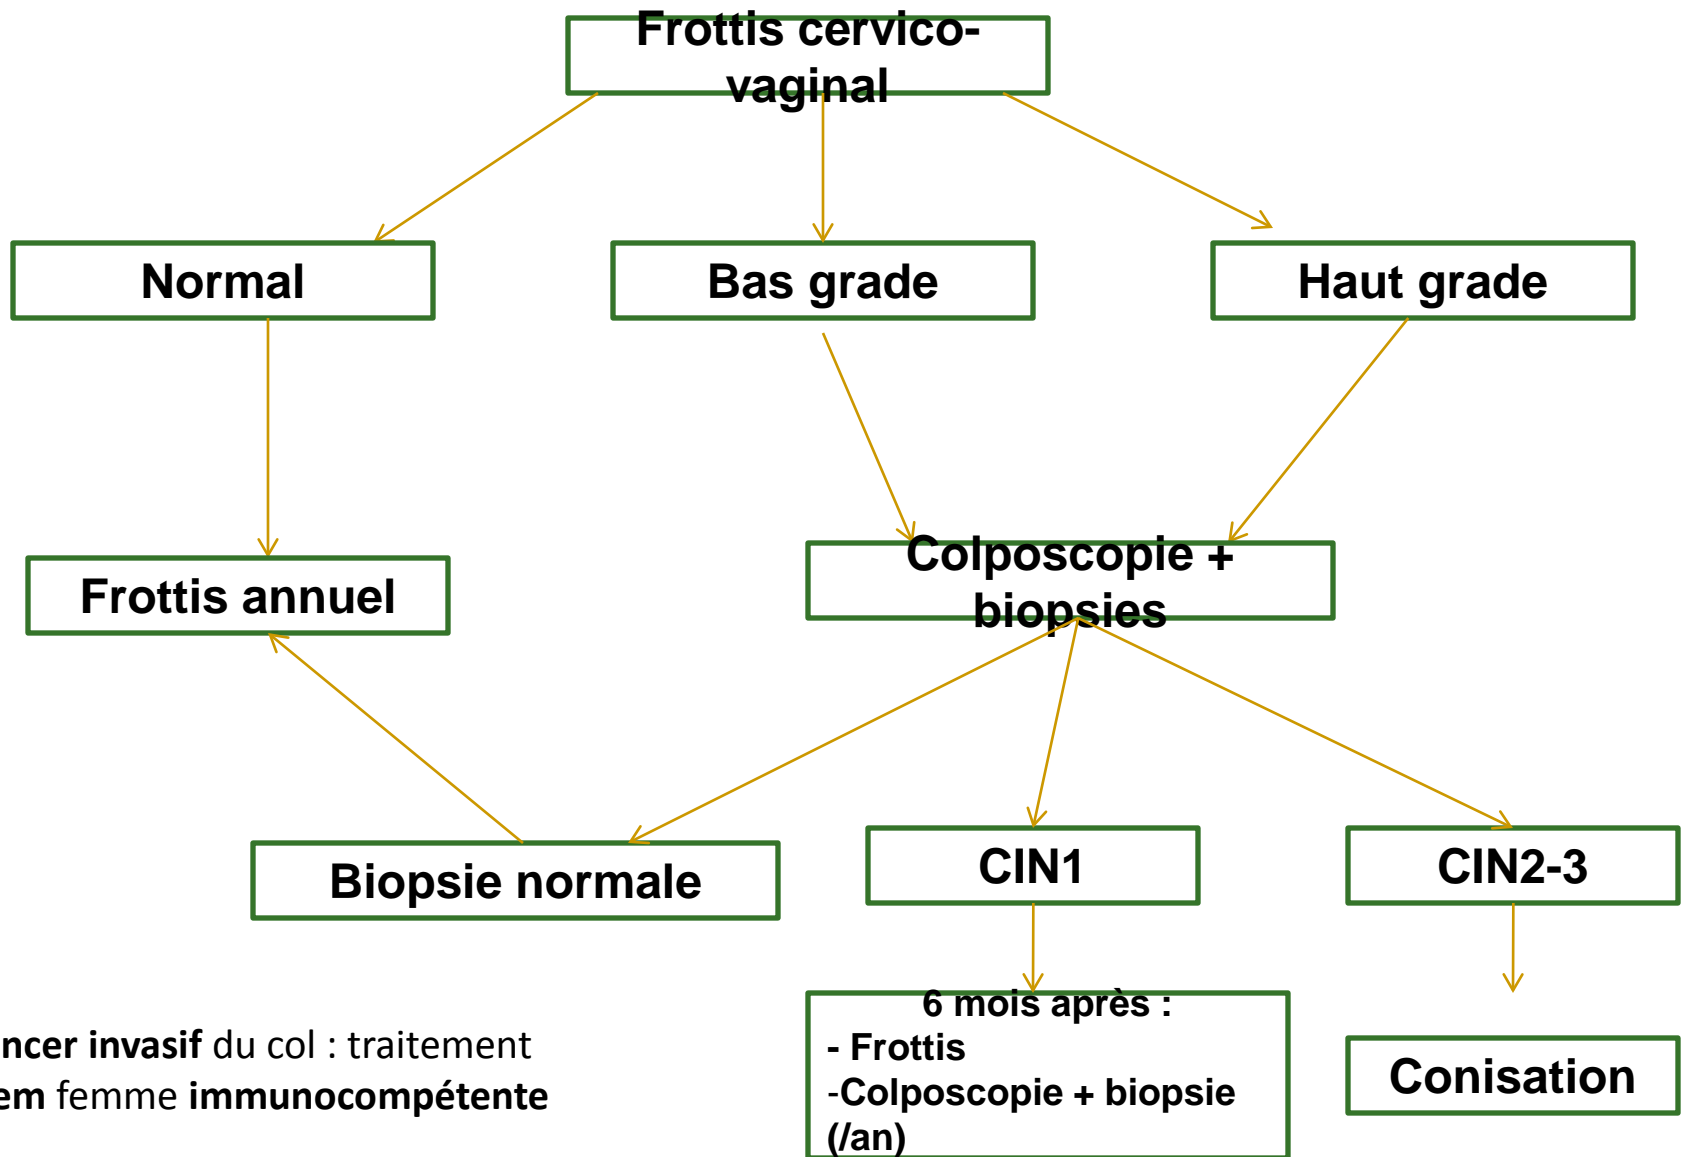 Frottis cervico-
vaginal
Normal
Bas grade
Haut grade
Frottis annuel
Colposcopie +
biopsies
Biopsie normale
CIN1
CIN2-3
6 mois après :
- Frottis
-Colposcopie + biopsie
(/an)
Conisation
ncer invasif du col : traitement
em femme immunocompétente